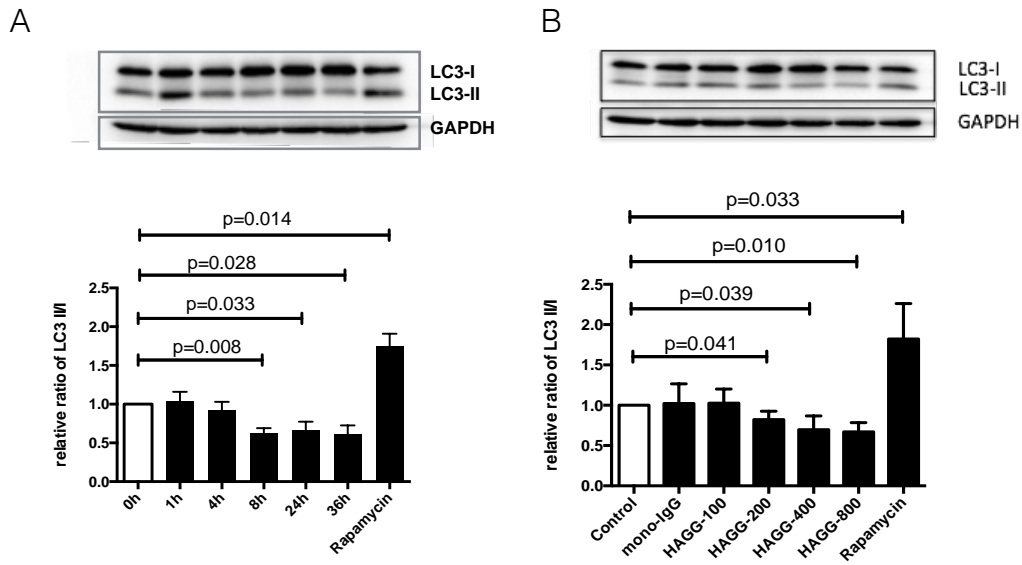 A
LC3-I
LC3-II
GAPDH
p=0.014
p=0.028
p=0.033
p=0.008
relative ratio of LC3 II/I
2.5
2.0
1.5
1.0
0.5
0.0
0h
1h
4h
8h
24h
36h
Rapamycin
B
LC3-I
LC3-II
GAPDH
p=0.033
p=0.010
p=0.039
p=0.041
relative ratio of LC3 II/I
2.5
2.0
1.5
1.0
0.5
0.0
Control
mono-IgG
HAGG-100
HAGG-200
HAGG-400
HAGG-800
Rapamycin